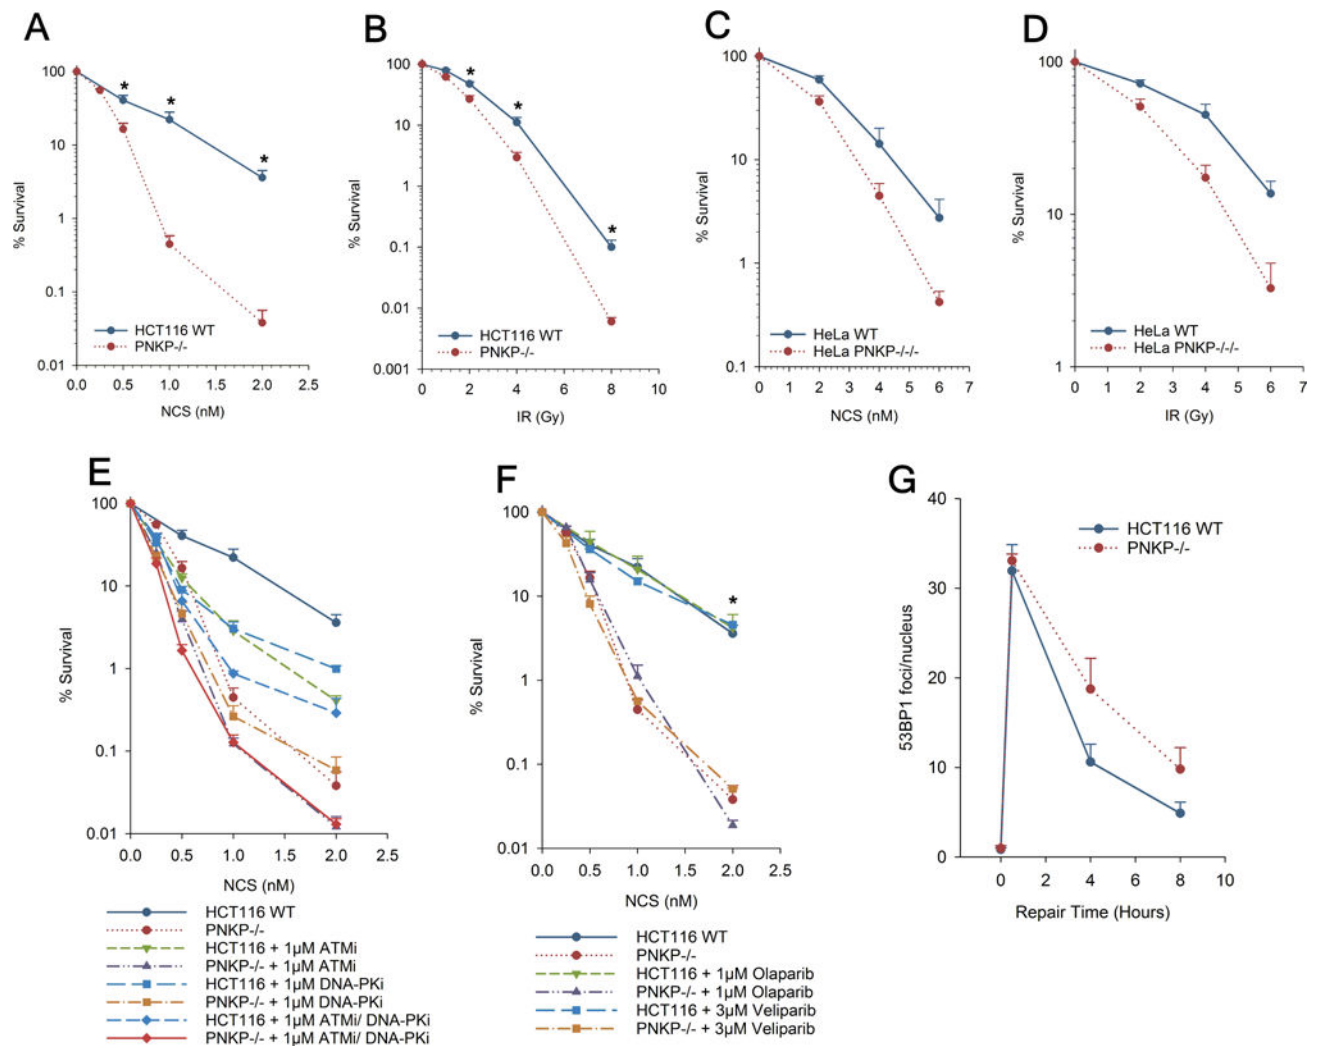 A
B
C
D
% Survival
100
10
1
0.1
0.01
* * *
HCT116 WT
PNKP-/-
0.0 0.5 1.0 1.5 2.0 2.5
NCS (nM)
% Survival
100
10
1
0.1
0.01
0.001
* * *
HCT116 WT
PNKP-/-
0 2 4 6 8 10
IR (Gy)
% Survival
100
10
1
0.1
HeLa WT
HeLa PNKP-/-/-
0 1 2 3 4 5 6 7
NCS (nM)
% Survival
100
10
1
HeLa WT
HeLa PNKP-/-/-
0 1 2 3 4 5 6 7
IR (Gy)
E
F
G
% Survival
100
10
1
0.1
0.01
0.0 0.5 1.0 1.5 2.0 2.5
NCS (nM)
HCT116 WT
PNKP-/-
HCT116 + 1µM ATMi
PNKP-/- + 1µM ATMi
HCT116 + 1µM DNA-PKi
PNKP-/- + 1µM DNA-PKi
HCT116 + 1µM ATMi/ DNA-PKi
PNKP-/- + 1µM ATMi/ DNA-PKi
% Survival
100
10
1
0.1
0.01
*
0.0 0.5 1.0 1.5 2.0 2.5
NCS (nM)
HCT116 WT
PNKP-/-
HCT116 + 1µM Olaparib
PNKP-/- + 1µM Olaparib
HCT116 + 3µM Veliparib
PNKP-/- + 3µM Veliparib
53BP1 foci/nucleus
40
30
20
10
0
HCT116 WT
PNKP-/-
0 2 4 6 8 10
Repair Time (Hours)